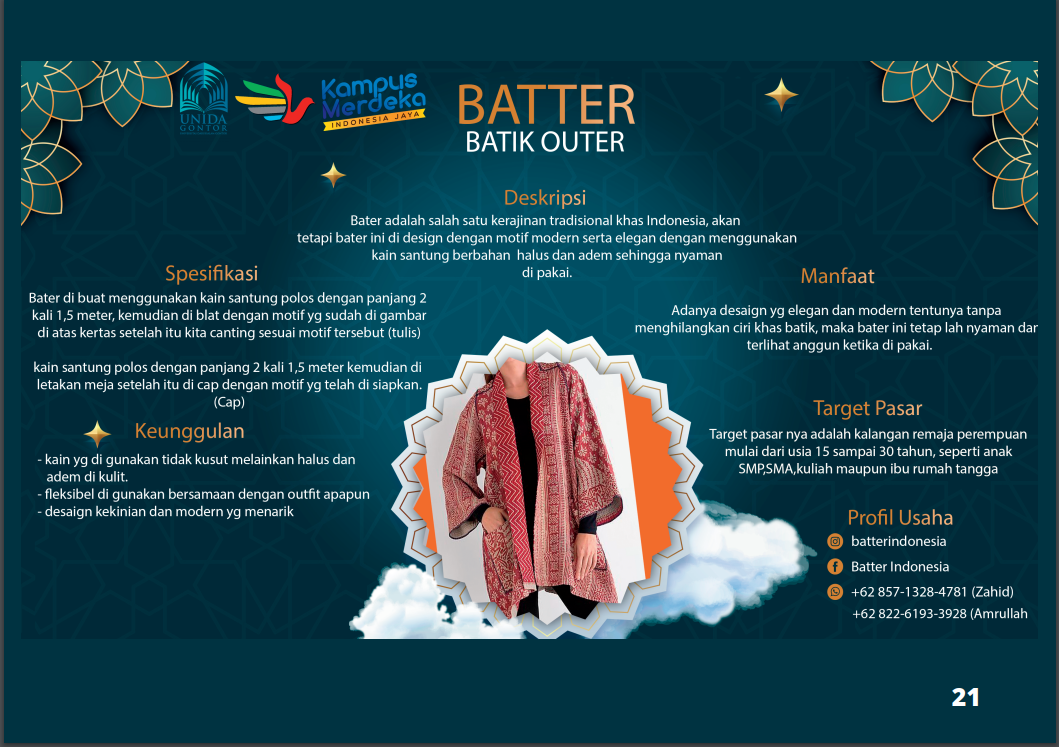 UNIDA
GONTOR
Kampus
Merdeka
INDONESIA JAYA
BATTER
BATIK OUTER
Deskripsi
Bater adalah salah satu kerajinan tradisional khas Indonesia, akan
tetapi bater ini di design dengan motif modern serta elegan dengan menggunakan
kain santung berbahan halus dan adem sehingga nyaman
di pakai.
Spesifikasi
Bater di buat menggunakan kain santung polos dengan panjang 2
kali 1,5 meter, kemudian di blat dengan motif yg sudah di gambar
di atas kertas setelah itu kita canting sesuai motif tersebut (tulis)
kain santung polos dengan panjang 2 kali 1,5 meter kemudian di
letakan meja setelah itu di cap dengan motif yg telah di siapkan.
(Cap)
Keunggulan
- kain yg di gunakan tidak kusut melainkan halus dan
adem di kulit.
- fleksibel di gunakan bersamaan dengan outfit apapun
- desaign kekinian dan modern yg menarik
Manfaat
Adanya desaign yg elegan dan modern tentunya tanpa
menghilangkan ciri khas batik, maka bater ini tetap lah nyaman dan
terlihat anggun ketika di pakai.
Target Pasar
Target pasar nya adalah kalangan remaja perempuan
mulai dari usia 15 sampai 30 tahun, seperti anak
SMP,SMA,kuliah maupun ibu rumah tangga
Profil Usaha
batterindonesia
Batter Indonesia
+62 857-1328-4781 (Zahid)
+62 822-6193-3928 (Amrullah
21